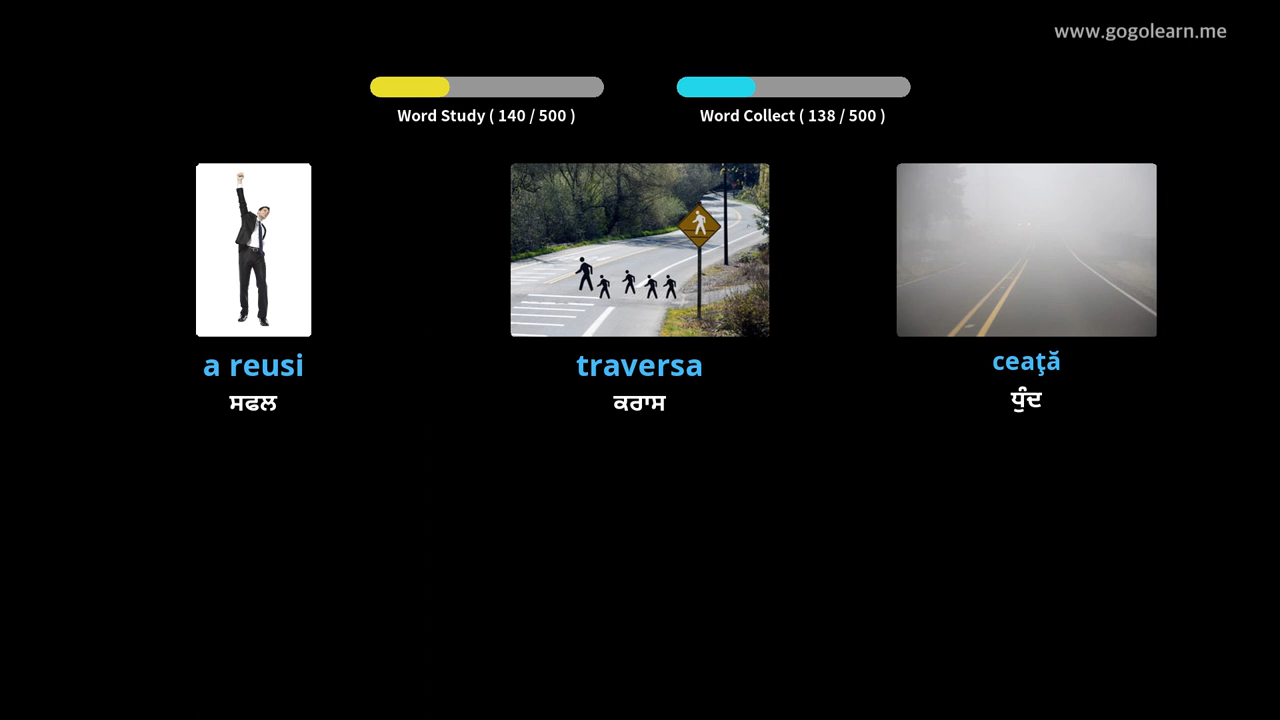 www.gogolearn.me
Word Study ( 140 / 500 )
Word Collect ( 138 / 500 )
a reusi
traversa
ceaţă
ਸਫਲ
ਕਰਾਸ
ਧੁੰਦ